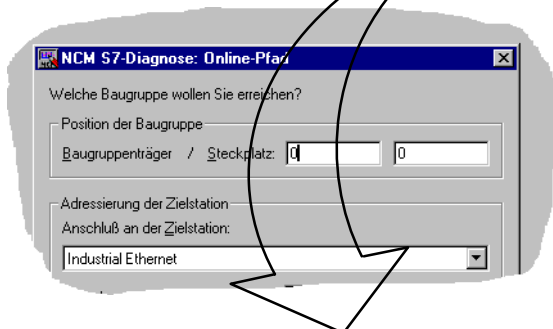 NCM S7-Diagnose: Online-Pfad
Welche Baugruppe wollen Sie erreichen?
Position der Baugruppe
Baugruppenträger / Steckplatz: 0 0
Adressierung der Zielstation
Anschluß an der Zielstation:
Industrial Ethernet